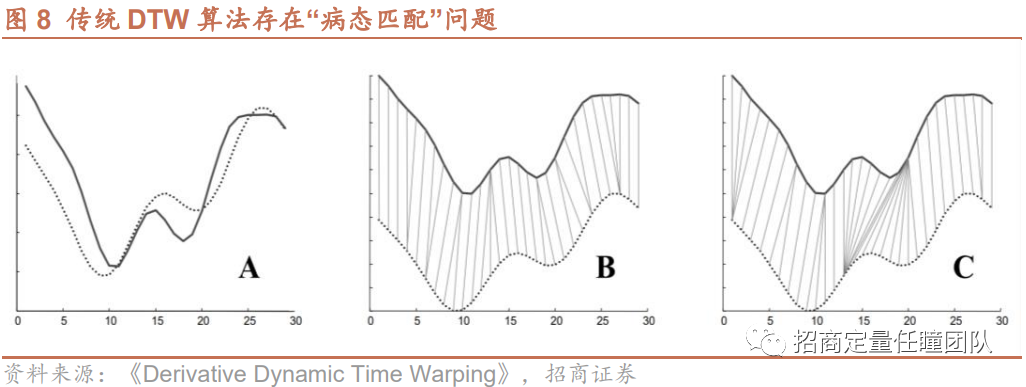 图 8 传统 DTW 算法存在“病态匹配”问题
A
B
C
0 5 10 15 20 25 30
0 5 10 15 20 25 30
0 5 10 15 20 25 30
招商定量任瞳团队
资料来源：《Derivative Dynamic Time Warping》，招商证券